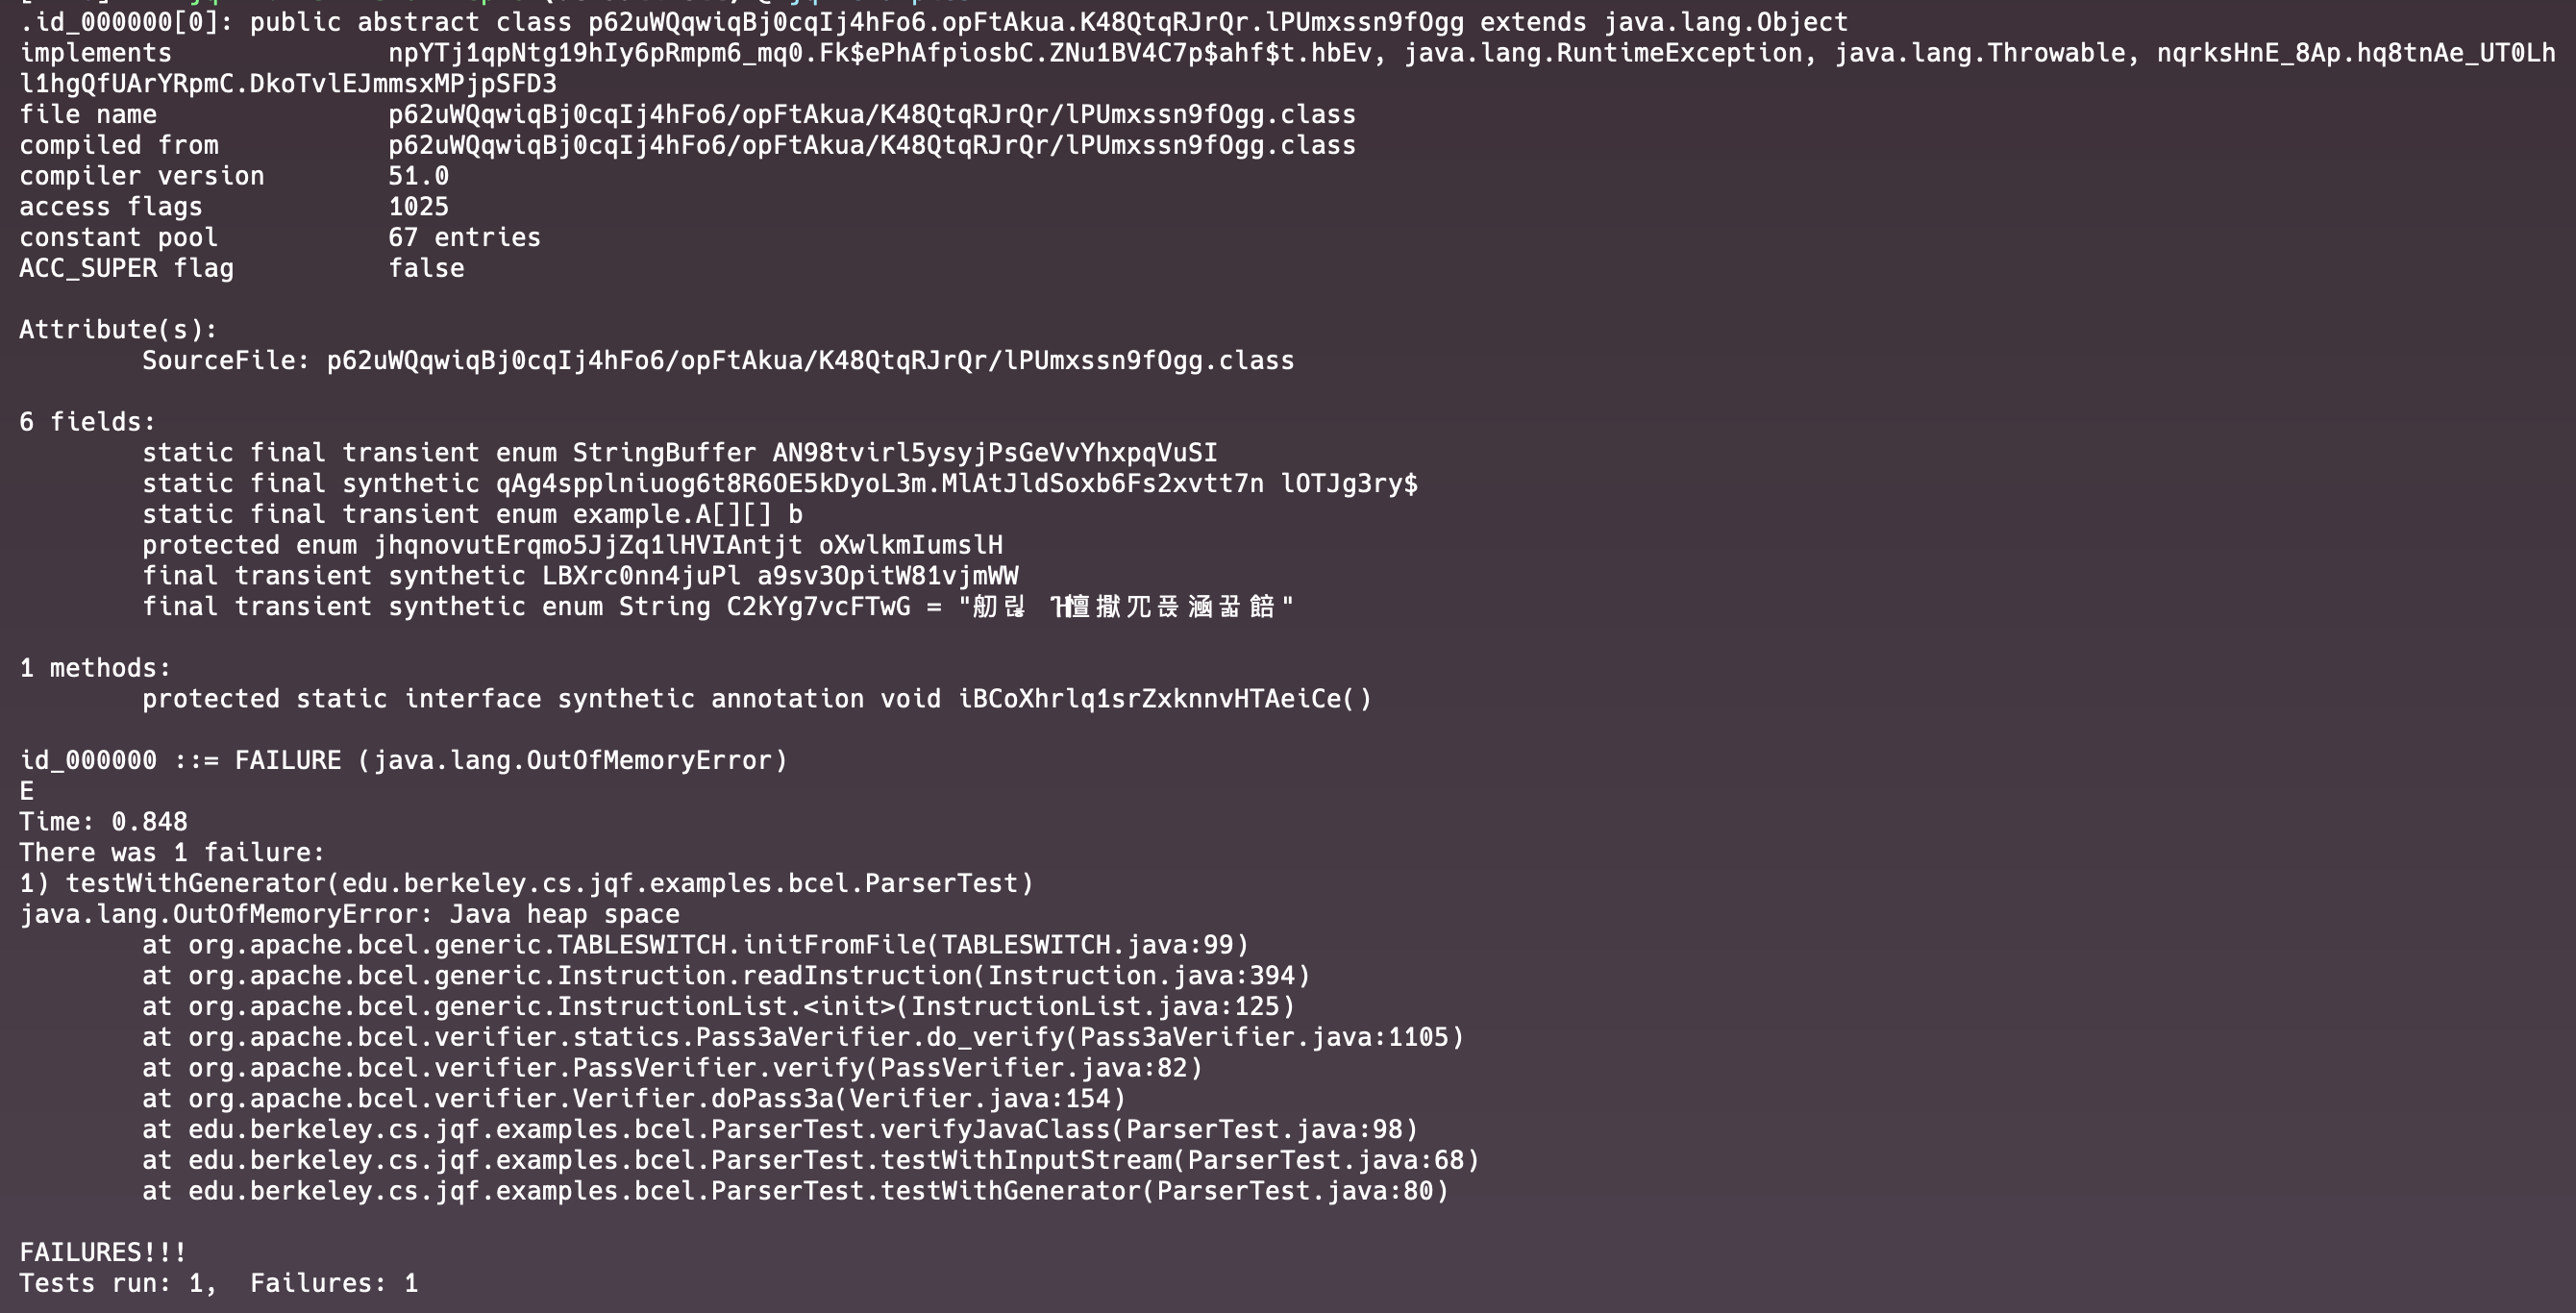 .id_000000[0]: public abstract class p62uWQqwiqBj0cqIj4hFo6.opFtAkua.K48QtqRJrQr.lPUmxssn9fOgg extends java.lang.Object
implements              npYTj1qpNtg19hIy6pRmpm6_mq0.Fk$ePhAfpiosbC.ZNu1BV4C7p$ahf$t.hbEv, java.lang.RuntimeException, java.lang.Throwable, nqrksHnE_8Ap.hq8tnAe_UT0Lh
l1hgQfUArYRpmC.DkoTvlEJmmsxMPjpSFD3
file name               p62uWQqwiqBj0cqIj4hFo6/opFtAkua/K48QtqRJrQr/lPUmxssn9fOgg.class
compiled from           p62uWQqwiqBj0cqIj4hFo6/opFtAkua/K48QtqRJrQr/lPUmxssn9fOgg.class
compiler version        51.0
access flags            1025
constant pool           67 entries
ACC_SUPER flag          false
Attribute(s):
        SourceFile: p62uWQqwiqBj0cqIj4hFo6/opFtAkua/K48QtqRJrQr/lPUmxssn9fOgg.class
6 fields:
        static final transient enum StringBuffer AN98tvirl5ysyjPsGeVvYhxpqVuSI
        static final synthetic qAg4spplniuog6t8R6OE5kDyoL3m.MlAtJldSoxb6Fs2xvtt7n lOTJg3ry$
        static final transient enum example.A[][] b
        protected enum jhqnovutErqmo5JjZq1lHVIAntjt oXwlkmIumslH
        final transient synthetic LBXrc0nn4juPl a9sv3OpitW81vjmWW
        final transient synthetic enum String C2kYg7vcFTwG = "
1 methods:
        protected static interface synthetic annotation void iBCoXhrlq1srZxknnvHTAeiCe()
id_000000 ::= FAILURE (java.lang.OutOfMemoryError)
E
Time: 0.848
There was 1 failure:
1) testWithGenerator(edu.berkeley.cs.jqf.examples.bcel.ParserTest)
java.lang.OutOfMemoryError: Java heap space
        at org.apache.bcel.generic.TABLESWITCH.initFromFile(TABLESWITCH.java:99)
        at org.apache.bcel.generic.Instruction.readInstruction(Instruction.java:394)
        at org.apache.bcel.generic.InstructionList.<init>(InstructionList.java:125)
        at org.apache.bcel.verifier.statics.Pass3aVerifier.do_verify(Pass3aVerifier.java:1105)
        at org.apache.bcel.verifier.PassVerifier.verify(PassVerifier.java:82)
        at org.apache.bcel.verifier.Verifier.doPass3a(Verifier.java:154)
        at edu.berkeley.cs.jqf.examples.bcel.ParserTest.verifyJavaClass(ParserTest.java:98)
        at edu.berkeley.cs.jqf.examples.bcel.ParserTest.testWithInputStream(ParserTest.java:68)
        at edu.berkeley.cs.jqf.examples.bcel.ParserTest.testWithGenerator(ParserTest.java:80)
FAILURES!!!
Tests run: 1,  Failures: 1